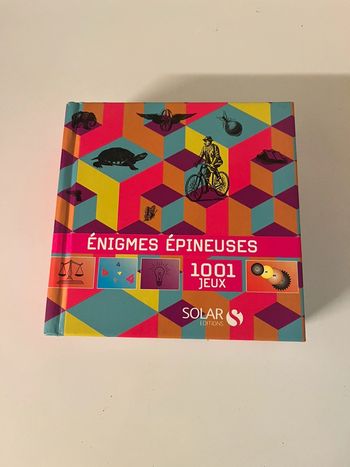 ÉNIGMES ÉPINEUSES
1001
JEUX
SOLAR
EDITIONS